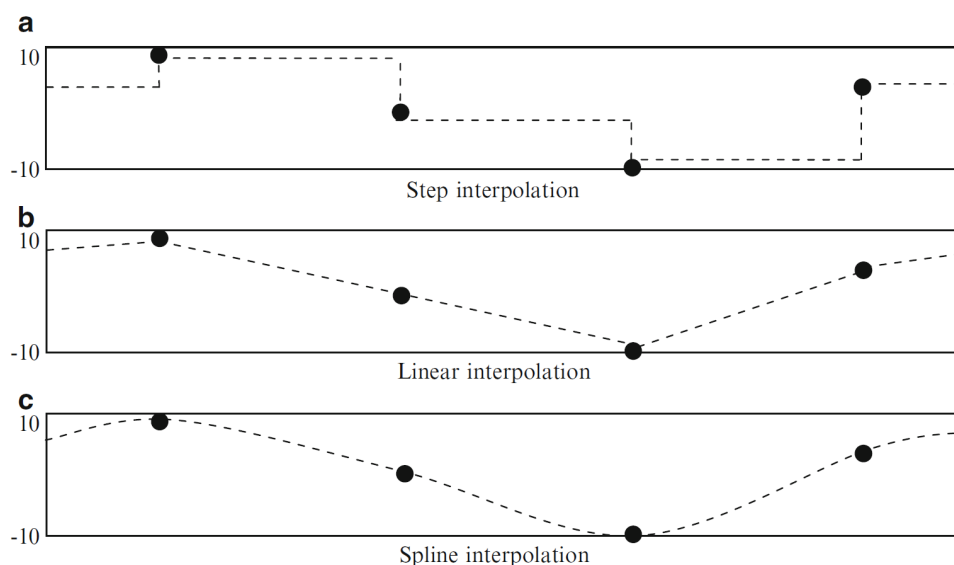 a
10
-10
Step interpolation
b
10
-10
Linear interpolation
c
10
-10
Spline interpolation